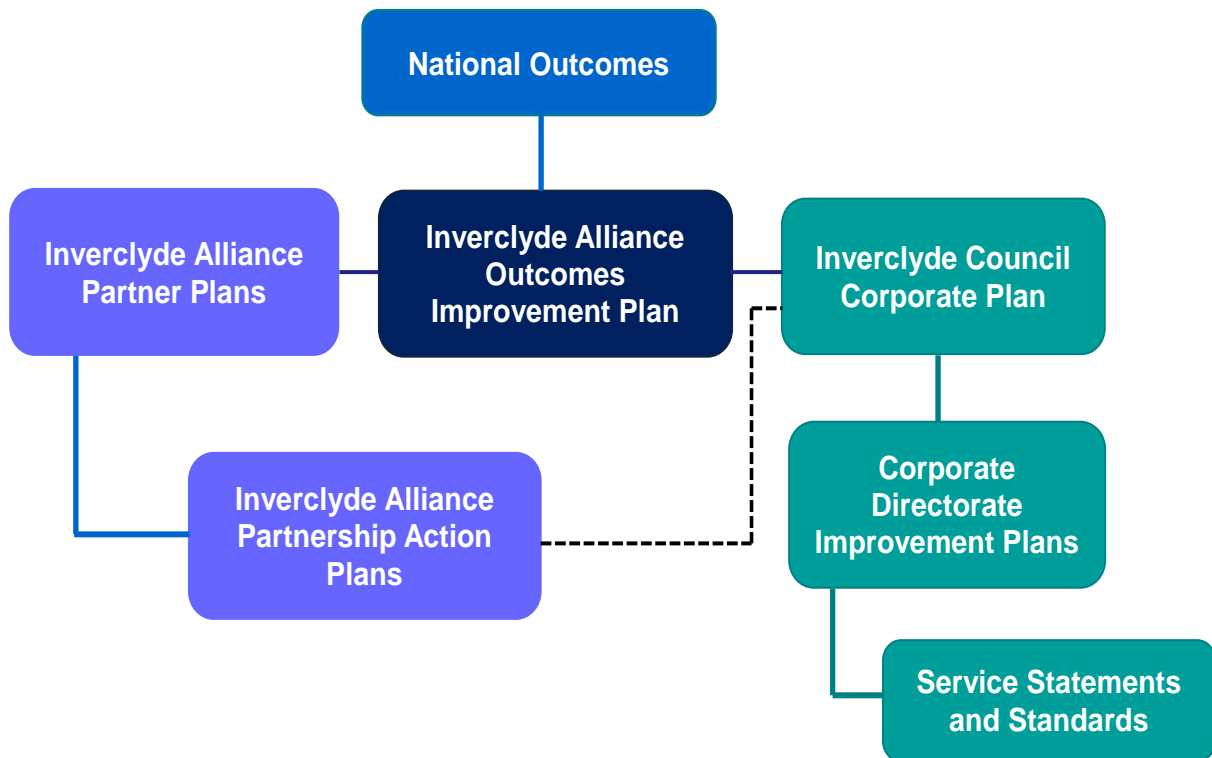 National Outcomes
Inverclyde Alliance
Partner Plans
Inverclyde Alliance
Outcomes
Improvement Plan
Inverclyde Council
Corporate Plan
Inverclyde Alliance
Partnership Action
Plans
Corporate
Directorate
Improvement Plans
Service Statements
and Standards